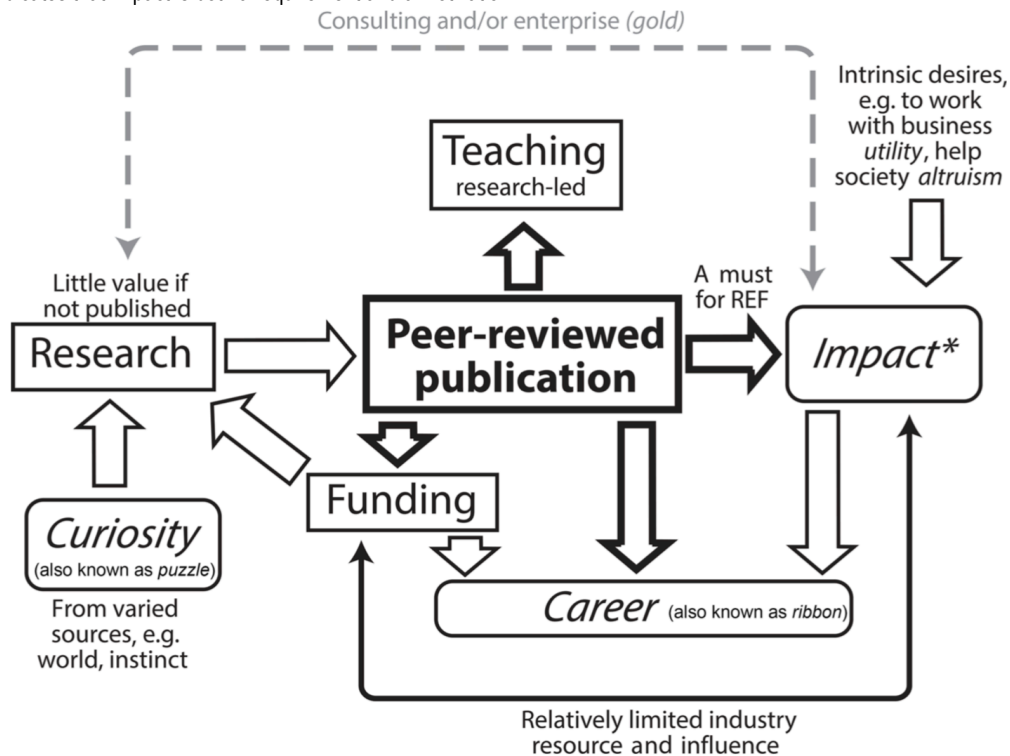 Consulting and/or enterprise (gold)
Intrinsic desires,
e.g. to work
with business
utility, help
society altruism
Teaching
research-led
A must
for REF
Little value if
not published
Research
Peer-reviewed
publication
Impact*
Funding
Curiosity
(also known as puzzle)
From varied
sources, e.g.
world, instinct
Career (also known as ribbon)
Relatively limited industry
resource and influence